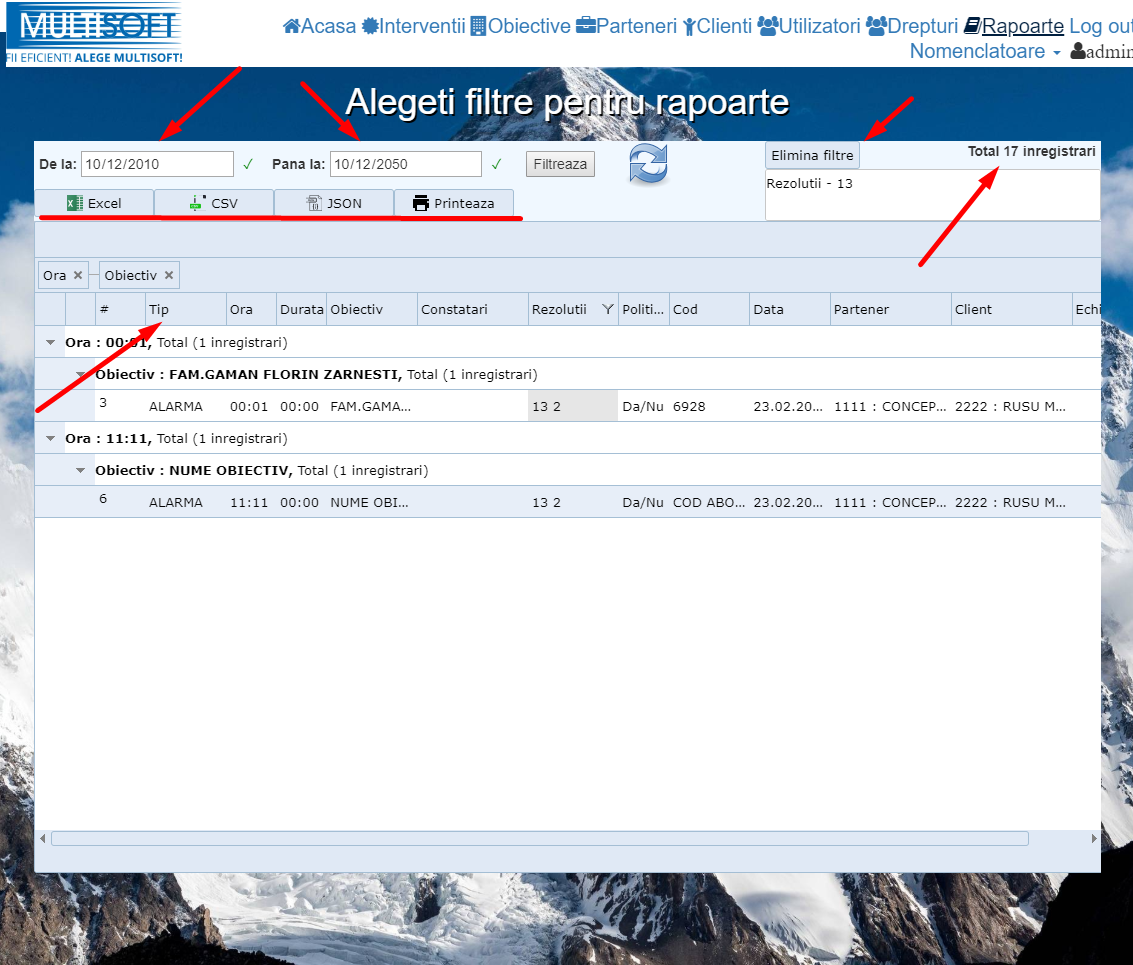 MULTISOFT
FII EFICIENT! ALEGE MULTISOFT!
Acasa Interventii Obiective Parteneri Clienti Utilizatori Drepturi Rapoarte Log out
Nomenclatoare admin
Alegeti filtre pentru rapoarte
De la: 10/12/2010 ✓ Pana la: 10/12/2050 ✓ Filtreaza Elimina filtre Total 17 inregistrari
Rezolutii - 13
Excel CSV JSON Printeaza
Ora × Obiectiv ×
# Tip Ora Durata Obiectiv Constatari Rezolutii Politi... Cod Data Partener Client Echi
Ora : 00:01, Total (1 inregistrari)
Obiectiv : FAM.GAMAN FLORIN ZARNESTI, Total (1 inregistrari)
3 ALARMA 00:01 00:00 FAM.GAMA... 13 2 Da/Nu 6928 23.02.20... 1111 : CONCEP... 2222 : RUSU M...
Ora : 11:11, Total (1 inregistrari)
Obiectiv : NUME OBIECTIV, Total (1 inregistrari)
6 ALARMA 11:11 00:00 NUME OBI... 13 2 Da/Nu COD ABO... 23.02.20... 1111 : CONCEP... 2222 : RUSU M...